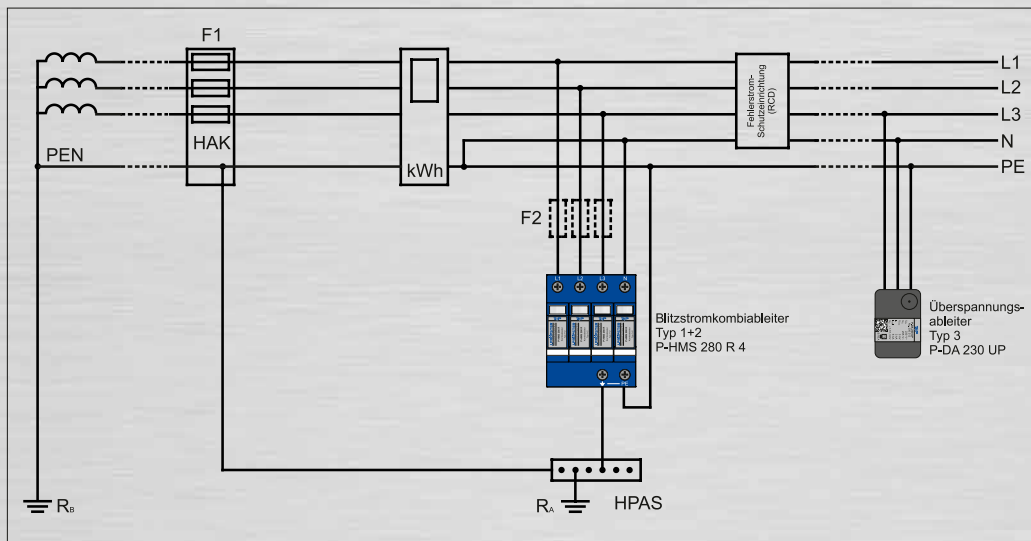 F1
L1
L2
L3
N
PE
PEN
HAK
kWh
Fehlerstrom-
Schutzeinrichtung
(RCD)
F2
L1 L2 L3 N
Blitzstromkombiableiter
Typ 1+2
P-HMS 280 R 4
PE
Überspannungs-
ableiter
Typ 3
P-DA 230 UP
RB
RA
HPAS